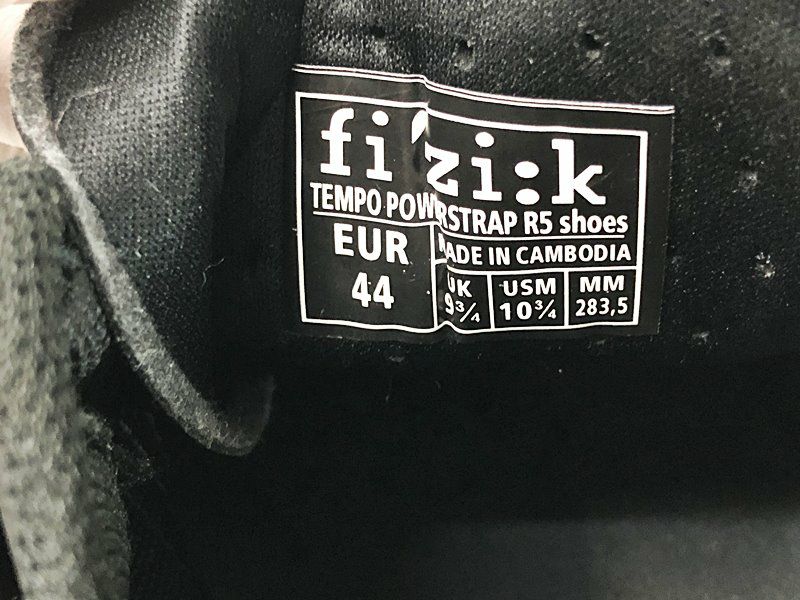 fi'zi:k
TEMPO POWERSTRAP R5 shoes
EUR
44
MADE IN CAMBODIA
UK
9¾
USM
10¾
MM
283,5